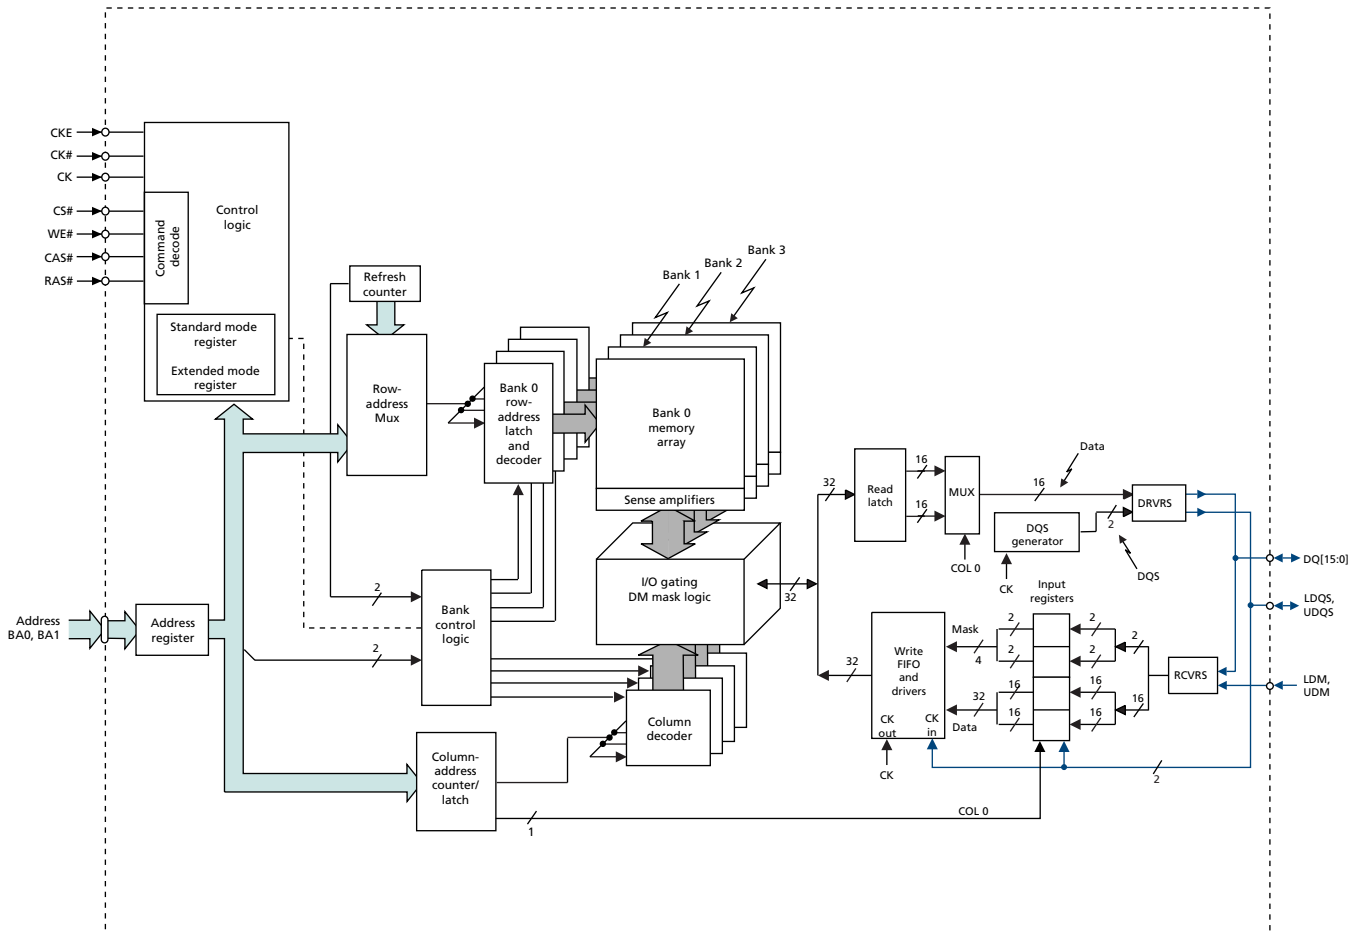 CKE
CK#
CK
CS#
WE#
CAS#
RAS#
Command
decode
Control
logic
Standard mode
register
Extended mode
register
Refresh
counter
Row-
address
Mux
Bank 0
row-
address
latch
and
decoder
Bank 1
Bank 2
Bank 3
Bank 0
memory
array
Sense amplifiers
I/O gating
DM mask logic
Address
BA0, BA1
Address
register
2
2
Bank
control
logic
Column
decoder
Column-
address
counter/
latch
1
COL 0
32
32
Read
latch
16
16
MUX
COL 0
16
Data
DQS
generator
CK
2
DQS
DRVRS
DQ[15:0]
LDQS,
UDQS
LDM,
UDM
32
Write
FIFO
and
drivers
CK
out
CK
in
CK
Mask
4
32
Data
Input
registers
2
2
16
16
2
2
16
16
2
16
RCVRS
2